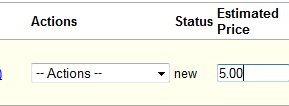 Actions Status Estimated Price
) -- Actions -- new 5.00